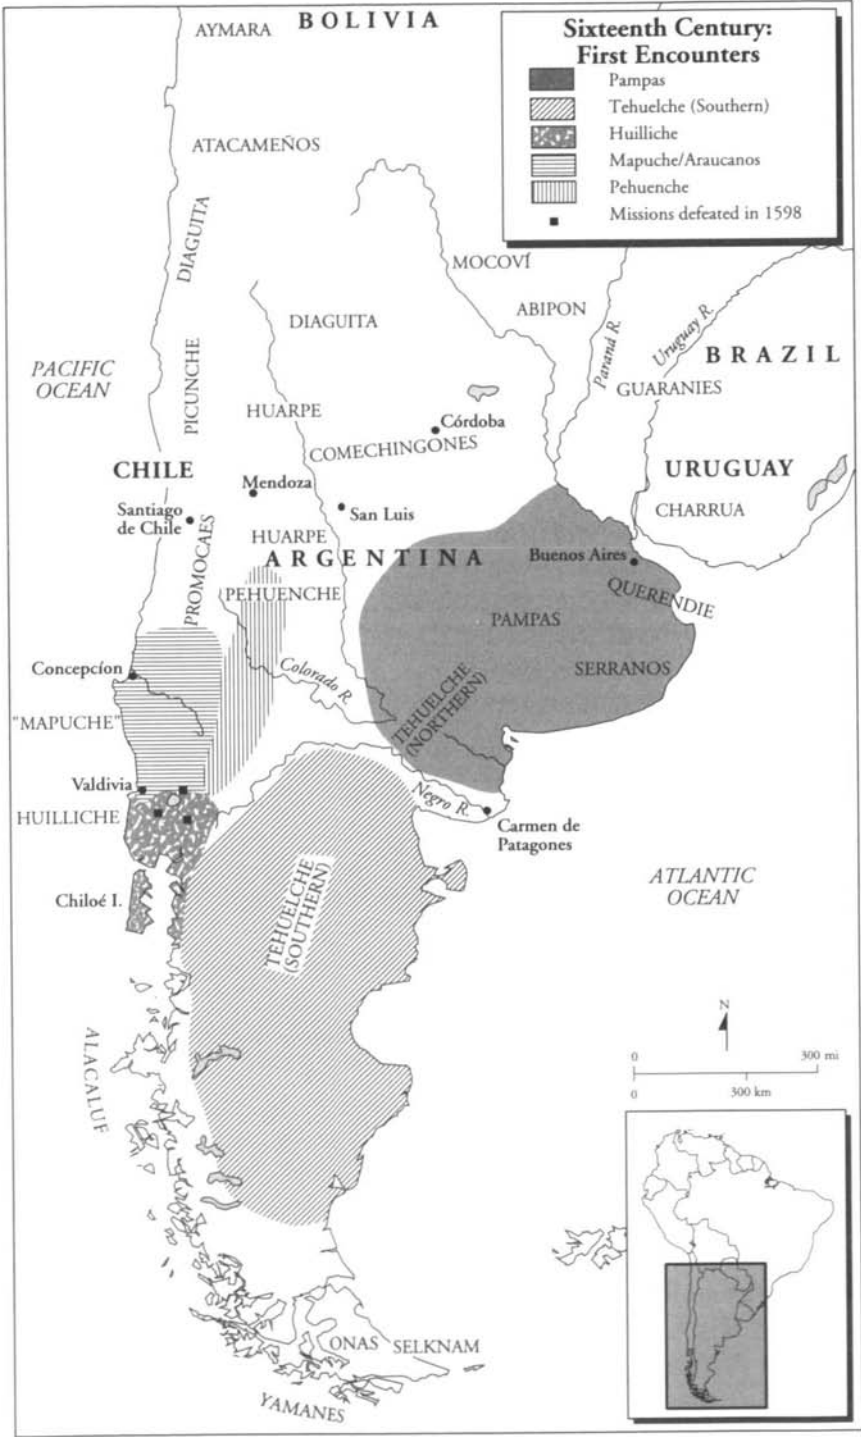 BOLIVIA
Sixteenth Century:
First Encounters
Pampas
Tehuelche (Southern)
Huilliche
Mapuche/Araucanos
Pehuenche
Missions defeated in 1598
AYMARA
ATACAMEÑOS
DIAGUITA
MOCOVÍ
ABIPON
DIAGUITA
Parand R.
Uruguay R.
BRAZIL
PACIFIC
OCEAN
PICUNCHE
GUARANIES
HUARPE
Córdoba
COMECHINGONES
CHILE
URUGUAY
Mendoza
Santiago
de Chile
San Luis
CHARRUA
HUARPE
PROMOCAES
ARGENTINA
Buenos Aires
PEHUENCHE
QUERENDIE
PAMPAS
Concepcíon
Colorado R.
SERRANOS
TEHUELCHE
(NORTHERN)
"MAPUCHE"
Valdivia
Negro R.
HUILLICHE
Carmen de
Patagones
TEHUELCHE
(SOUTHERN)
ATLANTIC
OCEAN
Chiloé I.
N
ALACALUF
0 300 mi
0 300 km
ONAS SELKNAM
YAMANES